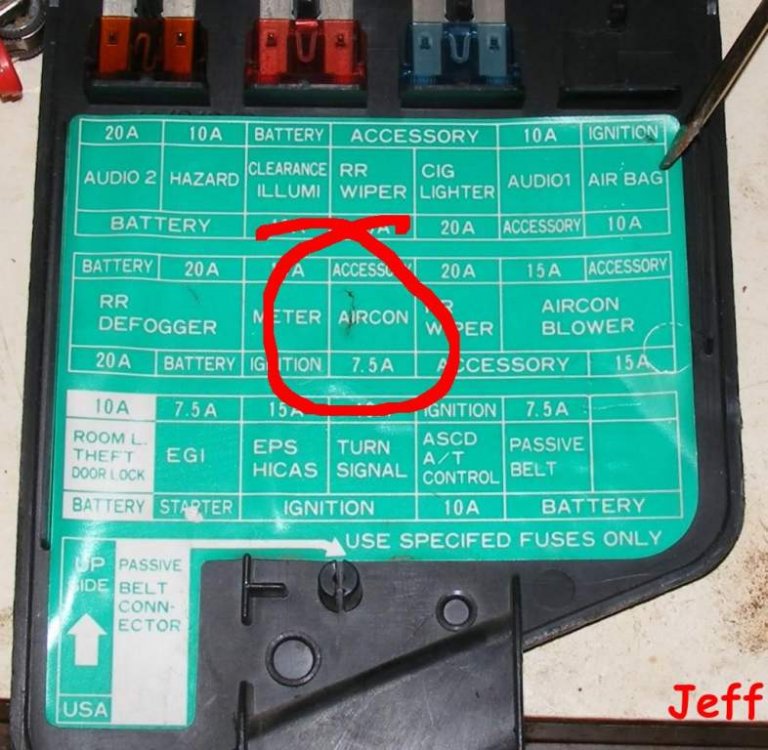 20A 10A BATTERY ACCESSORY 10A IGNITION
AUDIO 2 HAZARD CLEARANCE ILLUMI RR WIPER CIG LIGHTER AUDIO1 AIR BAG
BATTERY 20A ACCESSORY 10A
BATTERY 20A ACCESSORY 20A 15A ACCESSORY
RR DEFOGGER METER AIRCON RR WIPER AIRCON BLOWER
20A BATTERY IGNITION 7.5A ACCESSORY 15A
10A 7.5A 15A IGNITION 7.5A
ROOM L. THEFT DOOR LOCK EGI EPS HICAS TURN SIGNAL ASCD A/T CONTROL PASSIVE BELT
BATTERY STARTER IGNITION 10A BATTERY
USE SPECIFED FUSES ONLY
UP SIDE
PASSIVE
BELT
CONN-
ECTOR
USA
Jeff